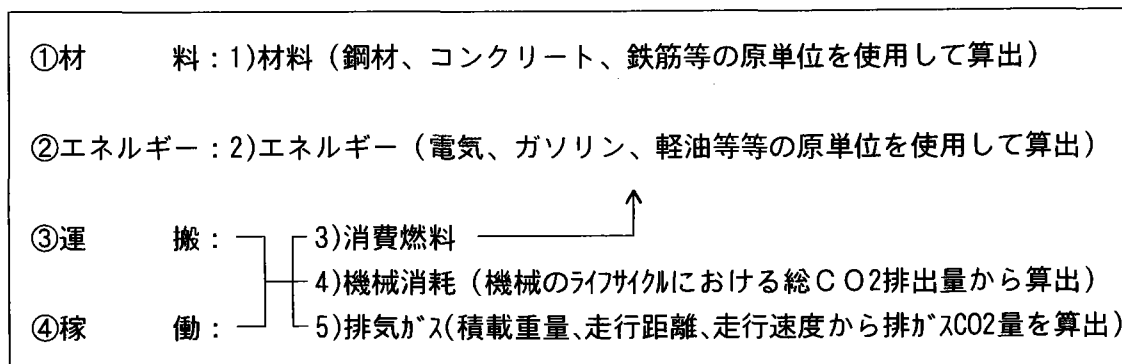 ①材　　料：1)材料（鋼材、コンクリート、鉄筋等の原単位を使用して算出）
②エネルギー：2)エネルギー（電気、ガソリン、軽油等等の原単位を使用して算出）
③運　　搬：3)消費燃料
4)機械消耗（機械のライフサイクルにおける総CO2排出量から算出）
④稼　　働：5)排気ガス(積載重量、走行距離、走行速度から排ガスCO2量を算出)